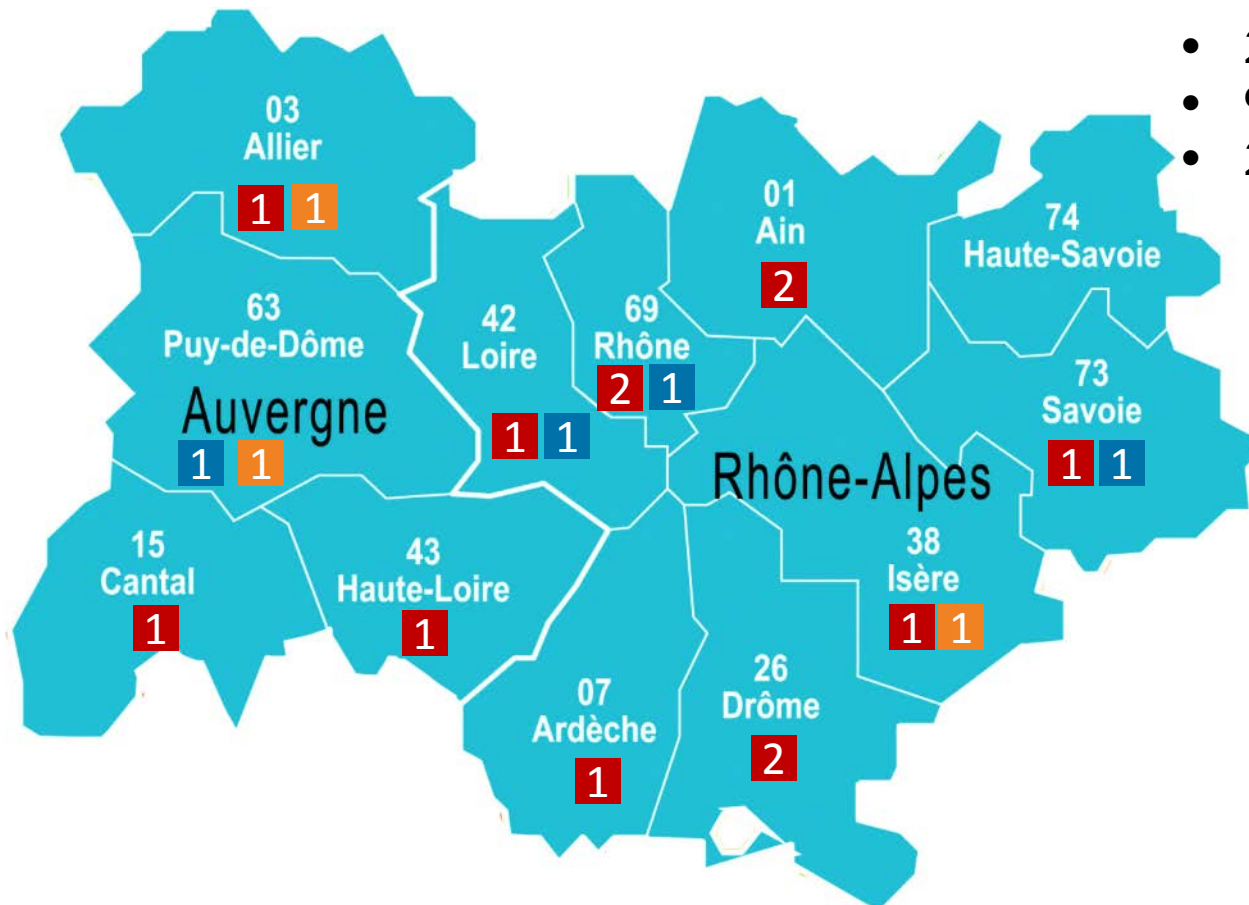 • 2
•
• 2
03
Allier
1 1
01
Ain
2
74
Haute-Savoie
63
Puy-de-Dôme
Auvergne
1 1
42
Loire
1 1
69
Rhône
2 1
73
Savoie
1 1
Rhône-Alpes
15
Cantal
1
43
Haute-Loire
1
38
Isère
1 1
07
Ardèche
1
26
Drôme
2